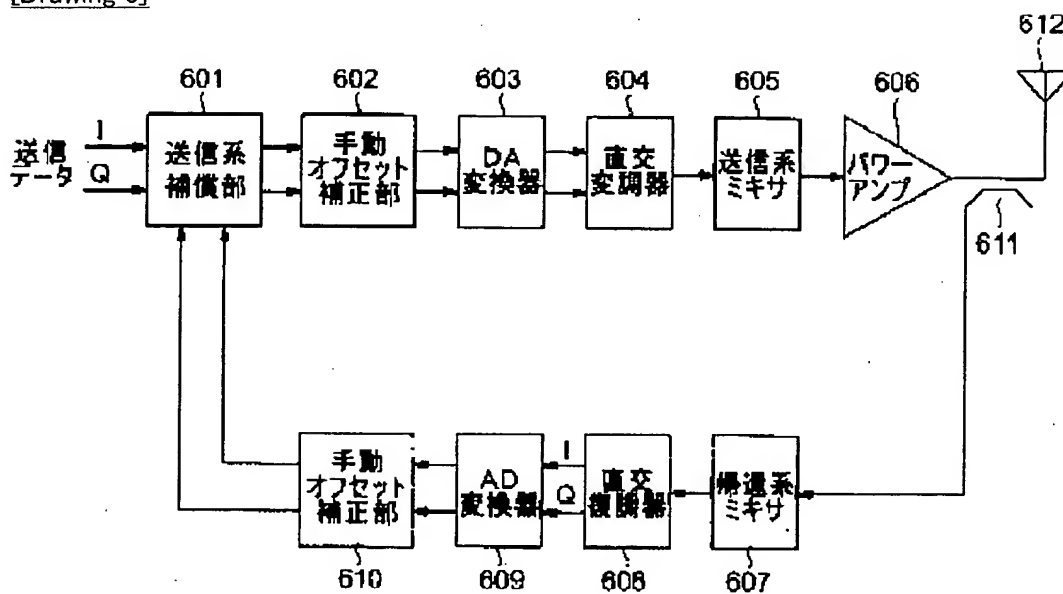 612
601
602
603
604
605
606
送信
データ
I
Q
送信系
補償部
手動
オフセット
補正部
DA
変換器
直交
変調器
送信系
ミキサ
パワー
アンプ
611
手動
オフセット
補正部
AD
変換器
I
Q
直交
復調器
帰還系
ミキサ
610
609
608
607